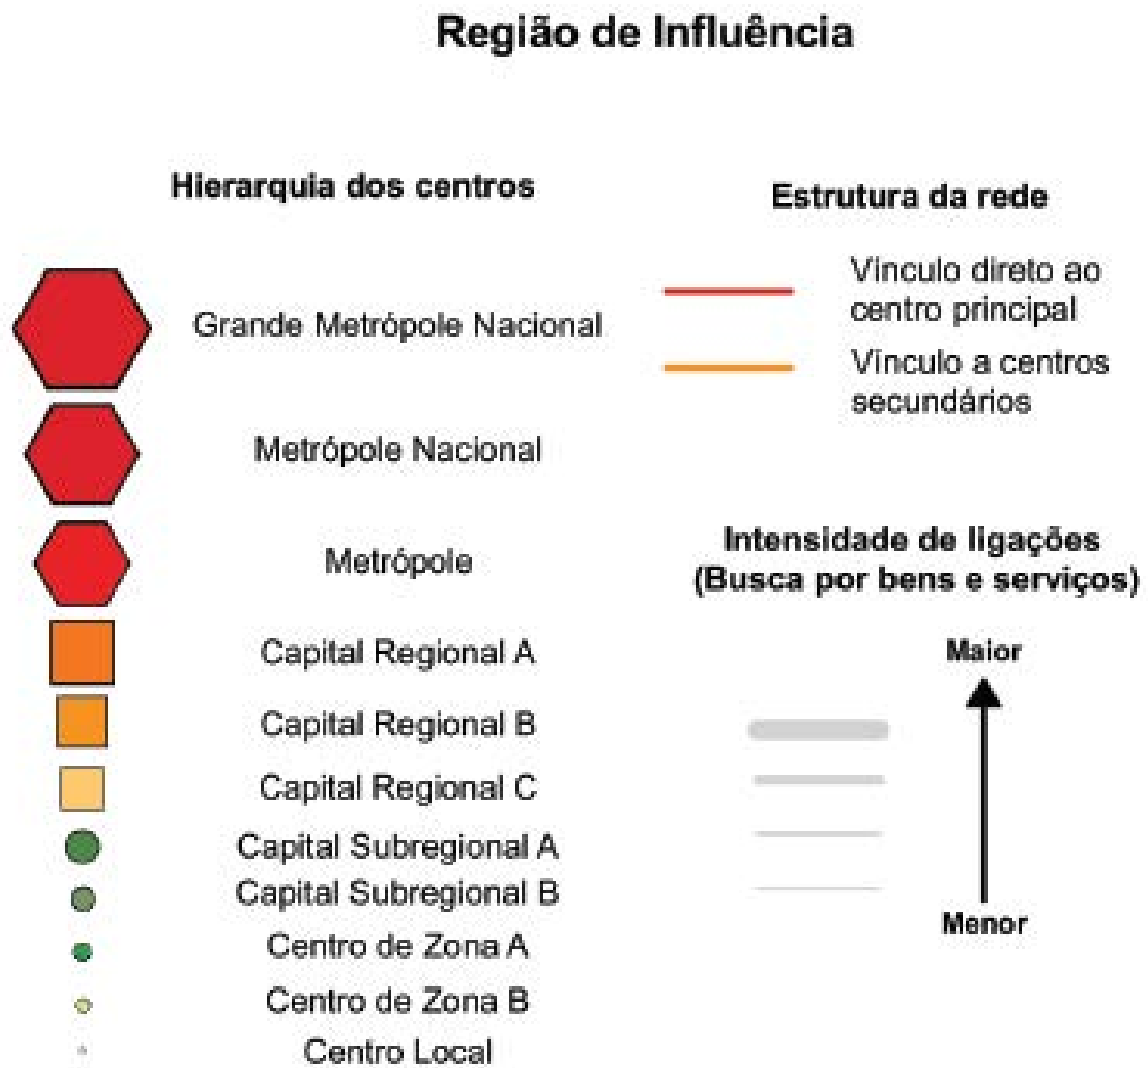 Região de Influência
Hierarquia dos centros
Grande Metrópole Nacional
Metrópole Nacional
Metrópole
Capital Regional A
Capital Regional B
Capital Regional C
Capital Subregional A
Capital Subregional B
Centro de Zona A
Centro de Zona B
Centro Local
Estrutura da rede
Vínculo direto ao
centro principal
Vínculo a centros
secundários
Intensidade de ligações
(Busca por bens e serviços)
Maior
Menor